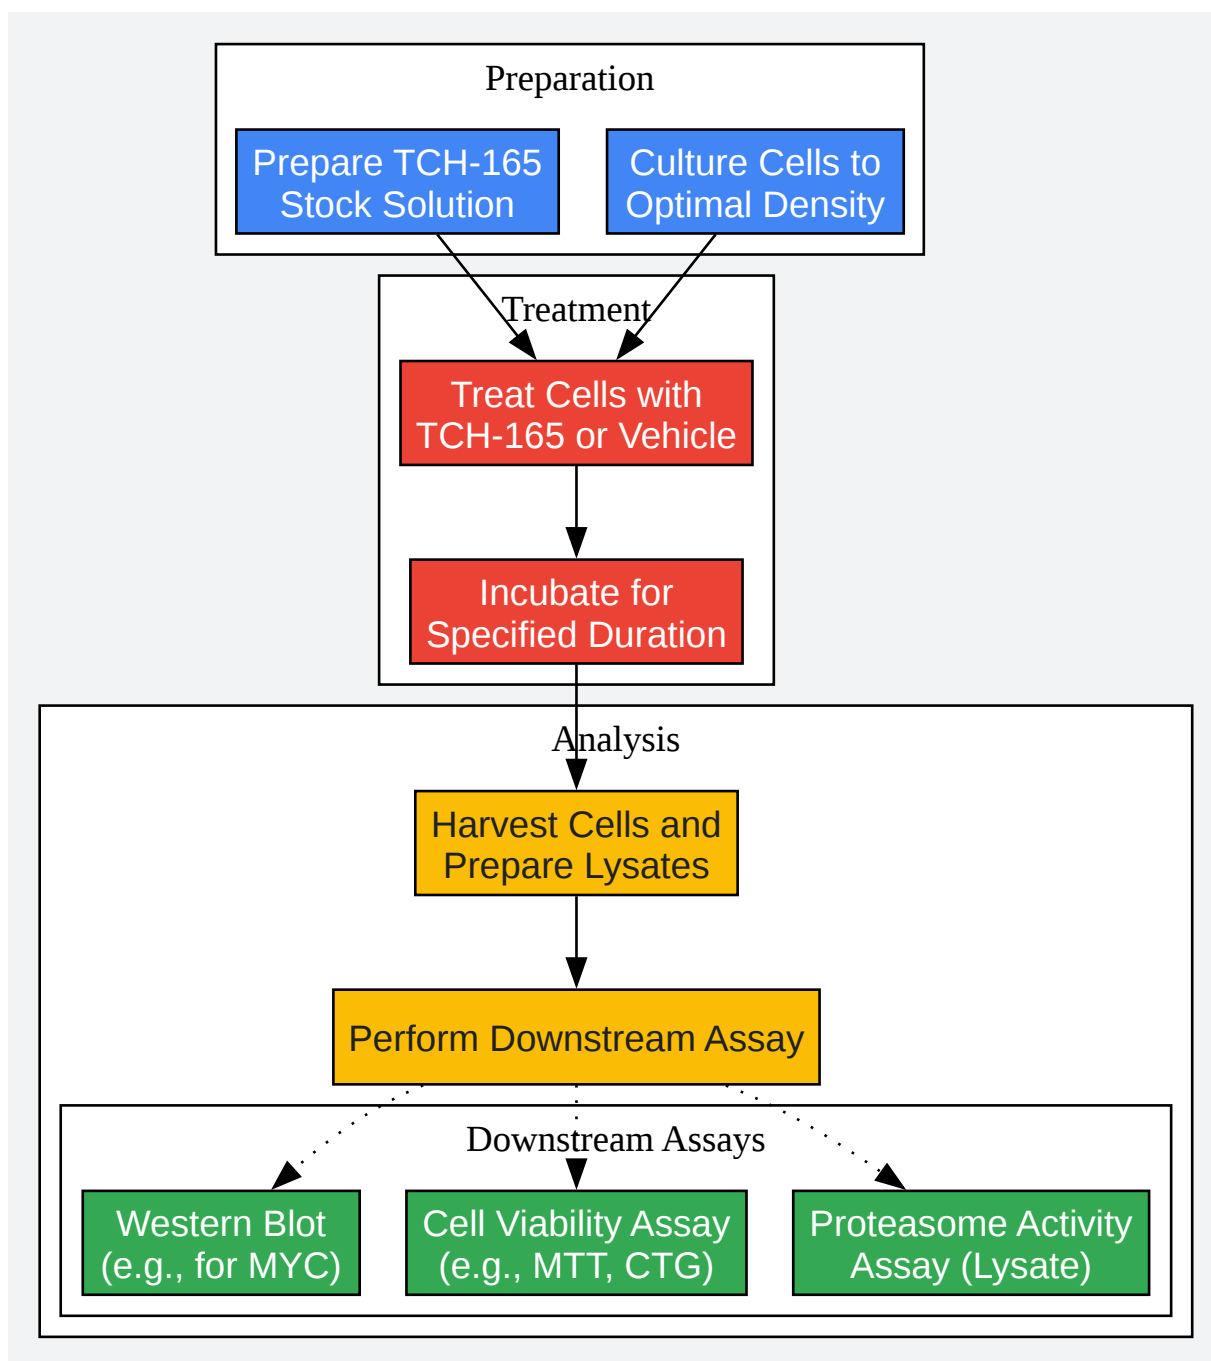 Preparation
Prepare TCH-165
Stock Solution
Culture Cells to
Optimal Density
Treatment
Treat Cells with
TCH-165 or Vehicle
Incubate for
Specified Duration
Analysis
Harvest Cells and
Prepare Lysates
Perform Downstream Assay
Downstream Assays
Western Blot
(e.g., for MYC)
Cell Viability Assay
(e.g., MTT, CTG)
Proteasome Activity
Assay (Lysate)